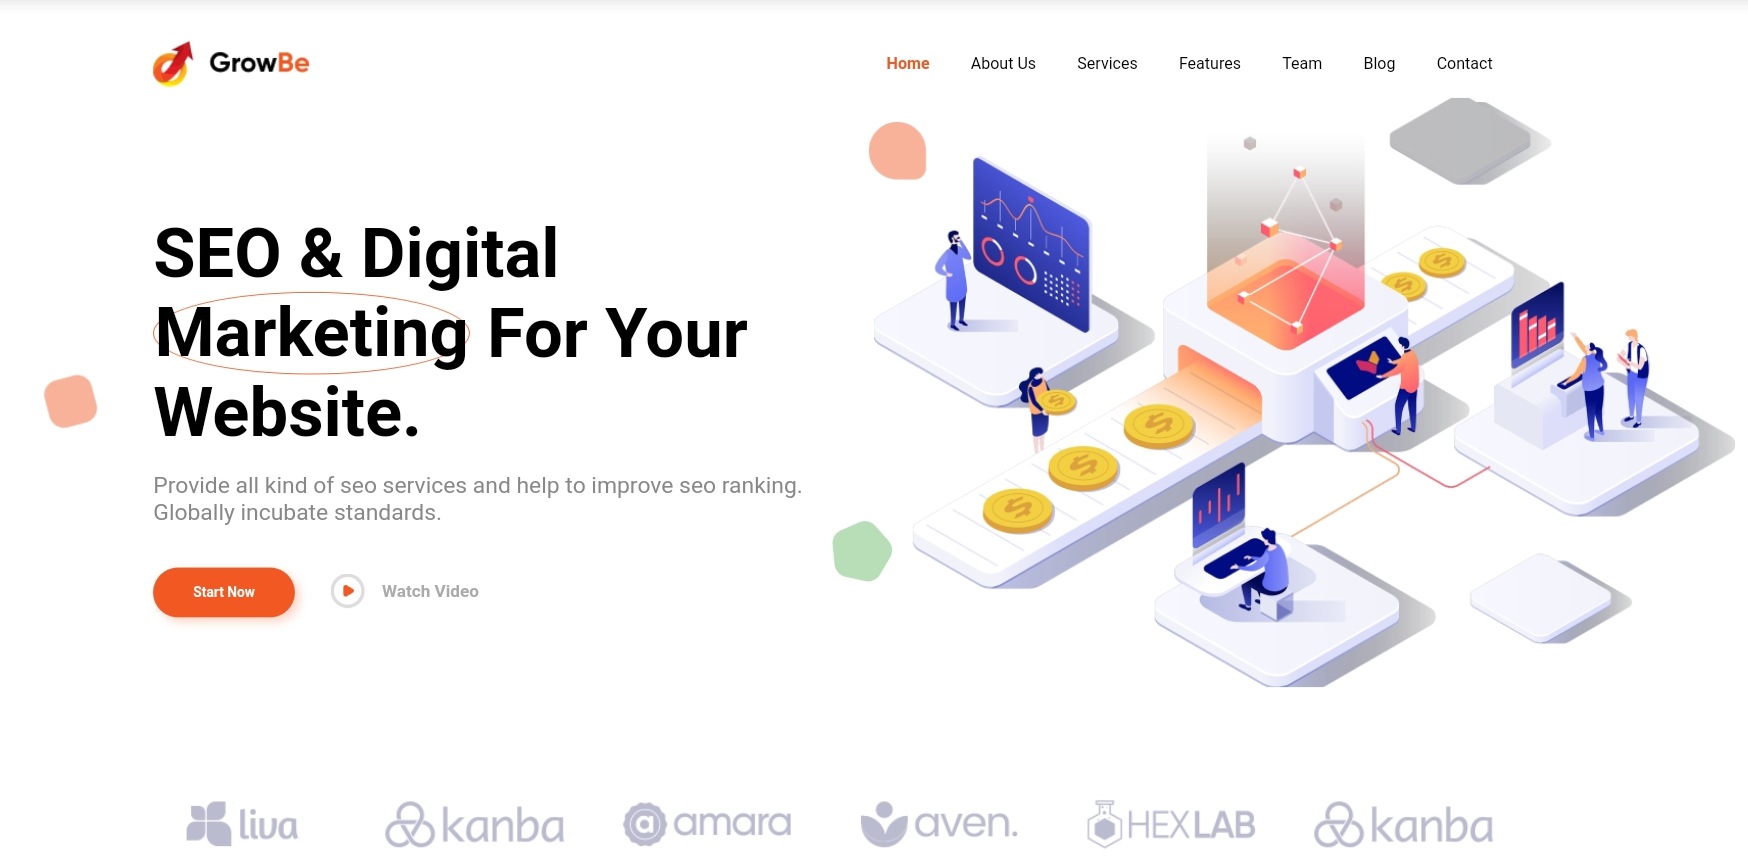 GrowBe
Home About Us Services Features Team Blog Contact
SEO & Digital
Marketing For Your
Website.
Provide all kind of seo services and help to improve seo ranking.
Globally incubate standards.
Start Now Watch Video
liva kanba amara aven. HEXLAB kanba